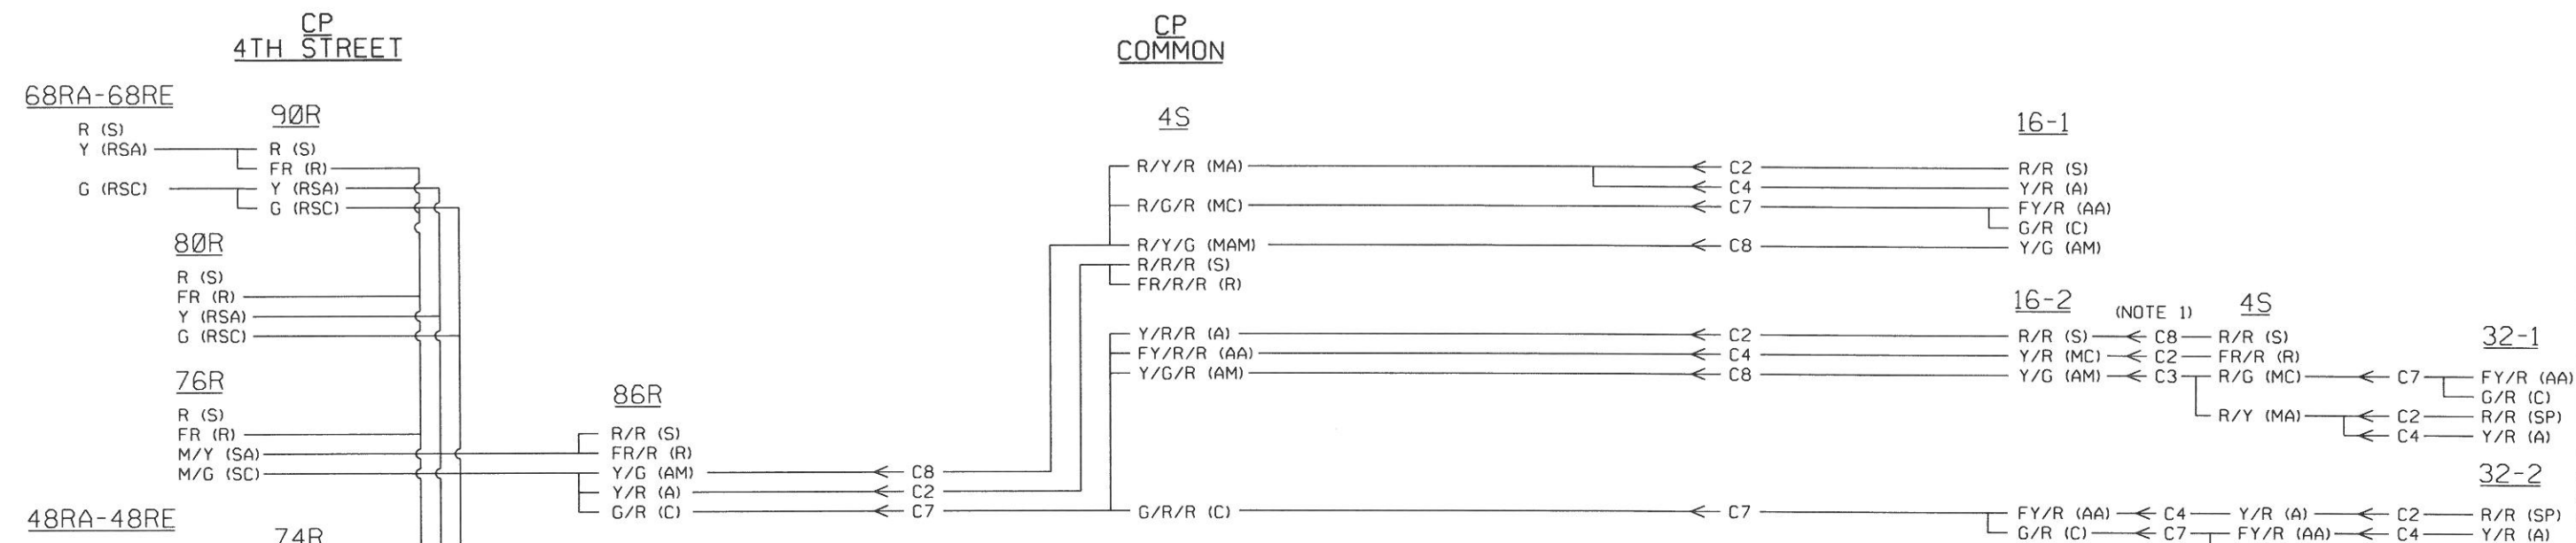 CP
4TH STREET
68RA-68RE
R (S)
Y (RSA)
G (RSC)
90R
R (S)
FR (R)
Y (RSA)
G (RSC)
80R
R (S)
FR (R)
Y (RSA)
G (RSC)
76R
R (S)
FR (R)
M/Y (SA)
M/G (SC)
48RA-48RE
74R
86R
R/R (S)
FR/R (R)
Y/G (AM) C8
Y/R (A) C2
G/R (C) C7
CP
COMMON
4S
R/Y/R (MA) C2
C4
R/G/R (MC) C7
R/Y/G (MAM) C8
R/R/R (S)
FR/R/R (R)
Y/R/R (A) C2
FY/R/R (AA) C4
Y/G/R (AM) C8
G/R/R (C) C7
16-1
R/R (S)
Y/R (A)
FY/R (AA)
G/R (C)
Y/G (AM)
16-2
(NOTE 1)
4S
R/R (S) C8 R/R (S)
Y/R (MC) C2 FR/R (R)
Y/G (AM) C3 R/G (MC) C7
R/Y (MA) C2
C4
32-1
FY/R (AA)
G/R (C)
R/R (SP)
Y/R (A)
32-2
FY/R (AA) C4 Y/R (A) C2 R/R (SP)
G/R (C) C7 FY/R (AA) C4 Y/R (A)